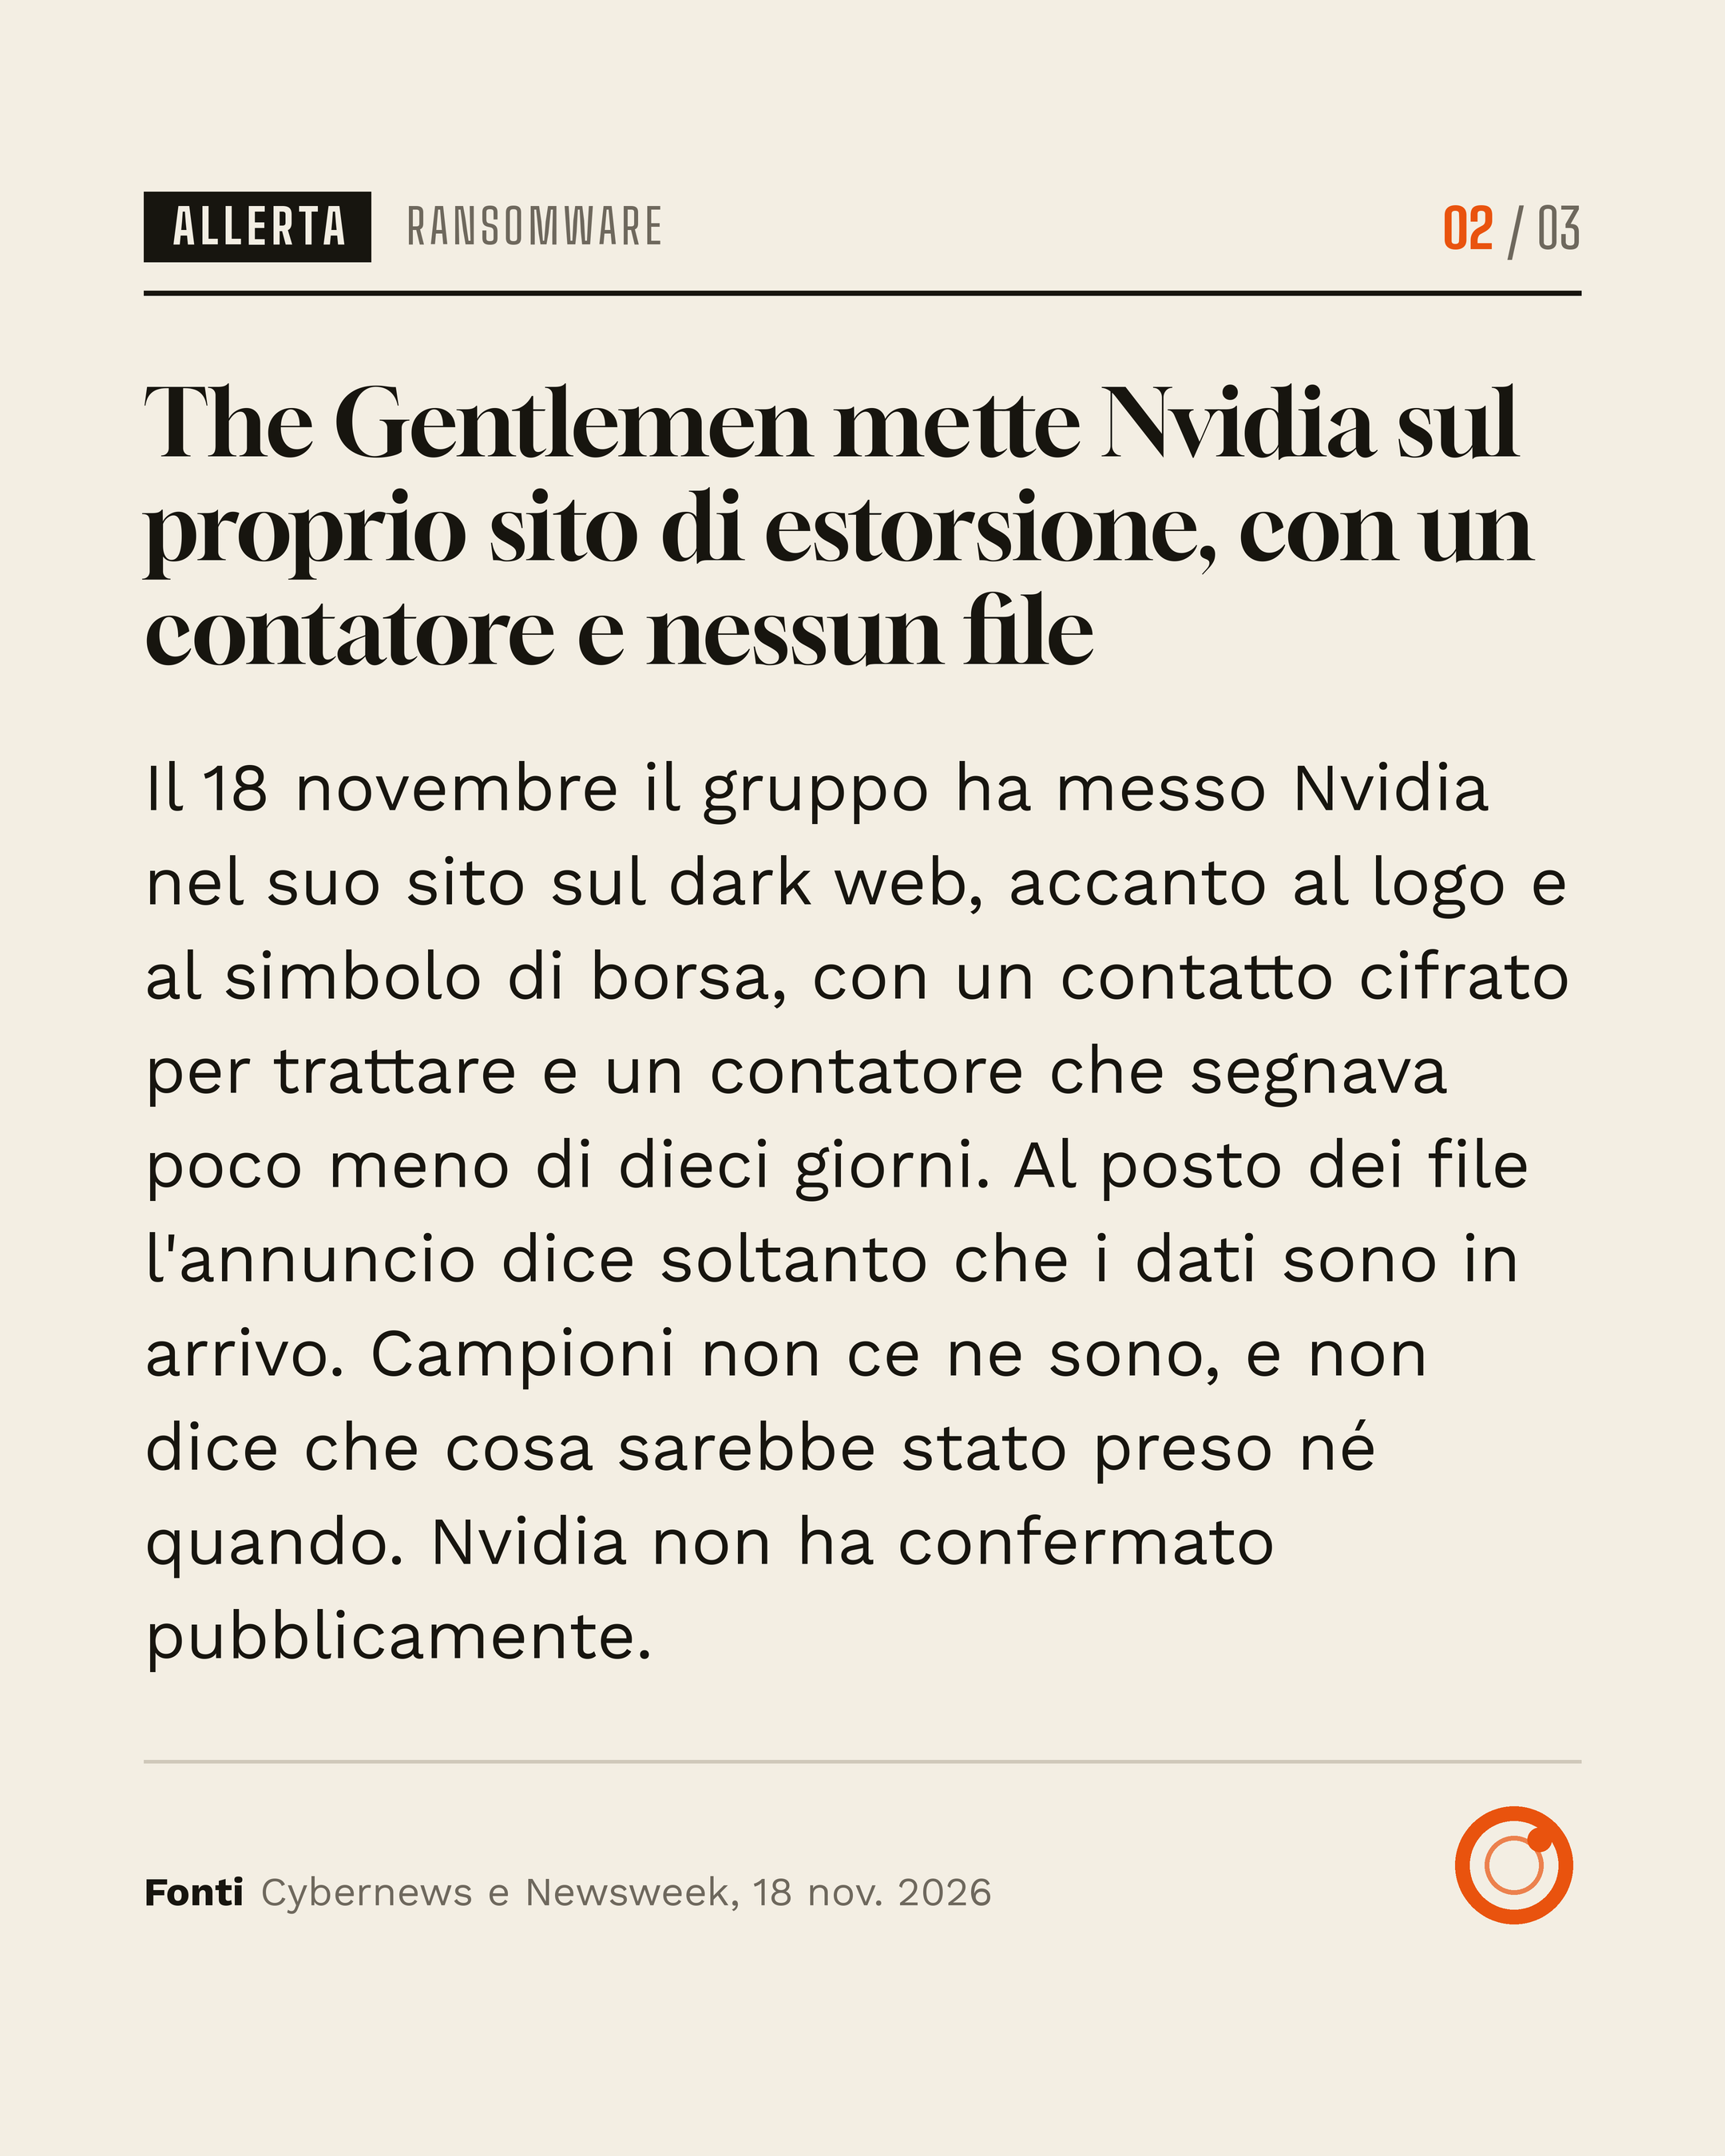 ALLERTA RANSOMWARE 02 / 03
The Gentlemen mette Nvidia sul
proprio sito di estorsione, con un
contatore e nessun file
Il 18 novembre il gruppo ha messo Nvidia
nel suo sito sul dark web, accanto al logo e
al simbolo di borsa, con un contatto cifrato
per trattare e un contatore che segnava
poco meno di dieci giorni. Al posto dei file
l'annuncio dice soltanto che i dati sono in
arrivo. Campioni non ce ne sono, e non
dice che cosa sarebbe stato preso né
quando. Nvidia non ha confermato
pubblicamente.
Fonti Cybernews e Newsweek, 18 nov. 2026